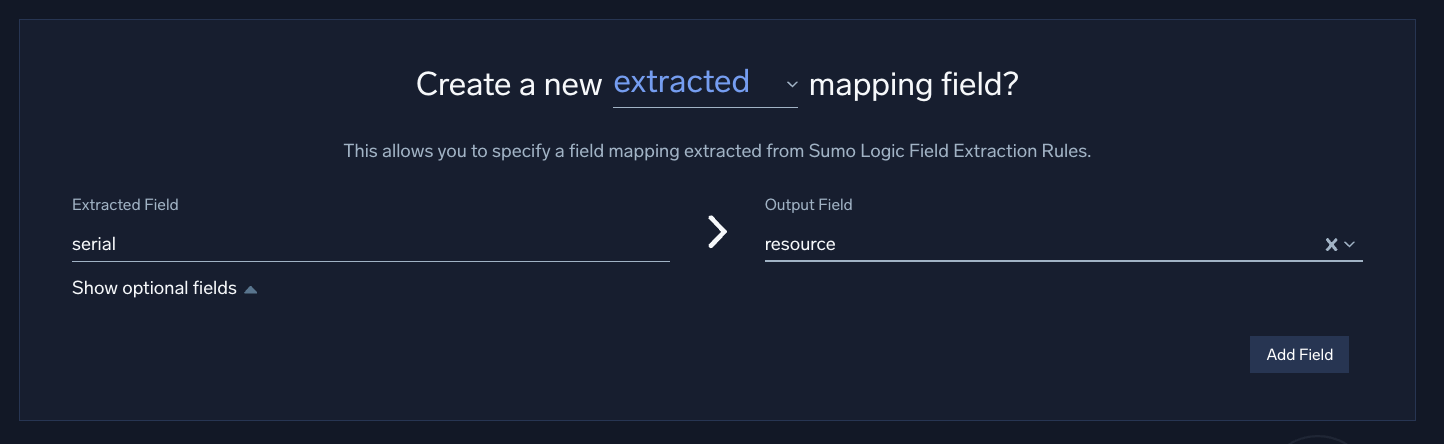 Create a new extracted mapping field?
This allows you to specify a field mapping extracted from Sumo Logic Field Extraction Rules.
Extracted Field
serial
Show optional fields
Output Field
resource
Add Field